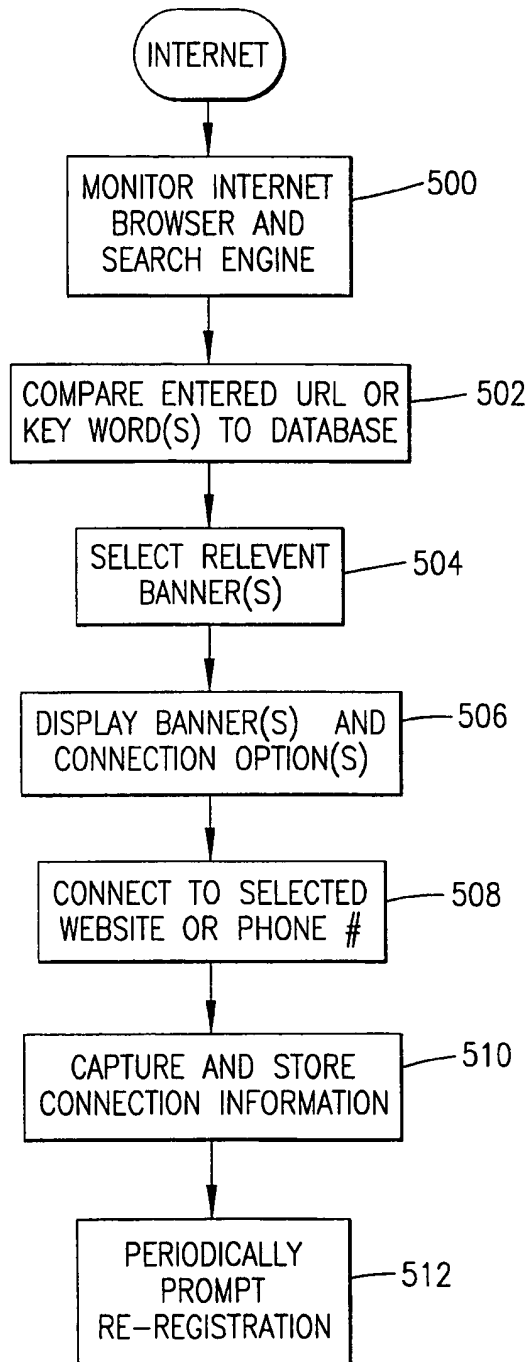 INTERNET
MONITOR INTERNET
BROWSER AND
SEARCH ENGINE
500
COMPARE ENTERED URL OR
KEY WORD(S) TO DATABASE
502
SELECT RELEVENT
BANNER(S)
504
DISPLAY BANNER(S) AND
CONNECTION OPTION(S)
506
CONNECT TO SELECTED
WEBSITE OR PHONE #
508
CAPTURE AND STORE
CONNECTION INFORMATION
510
PERIODICALLY
PROMPT
RE-REGISTRATION
512